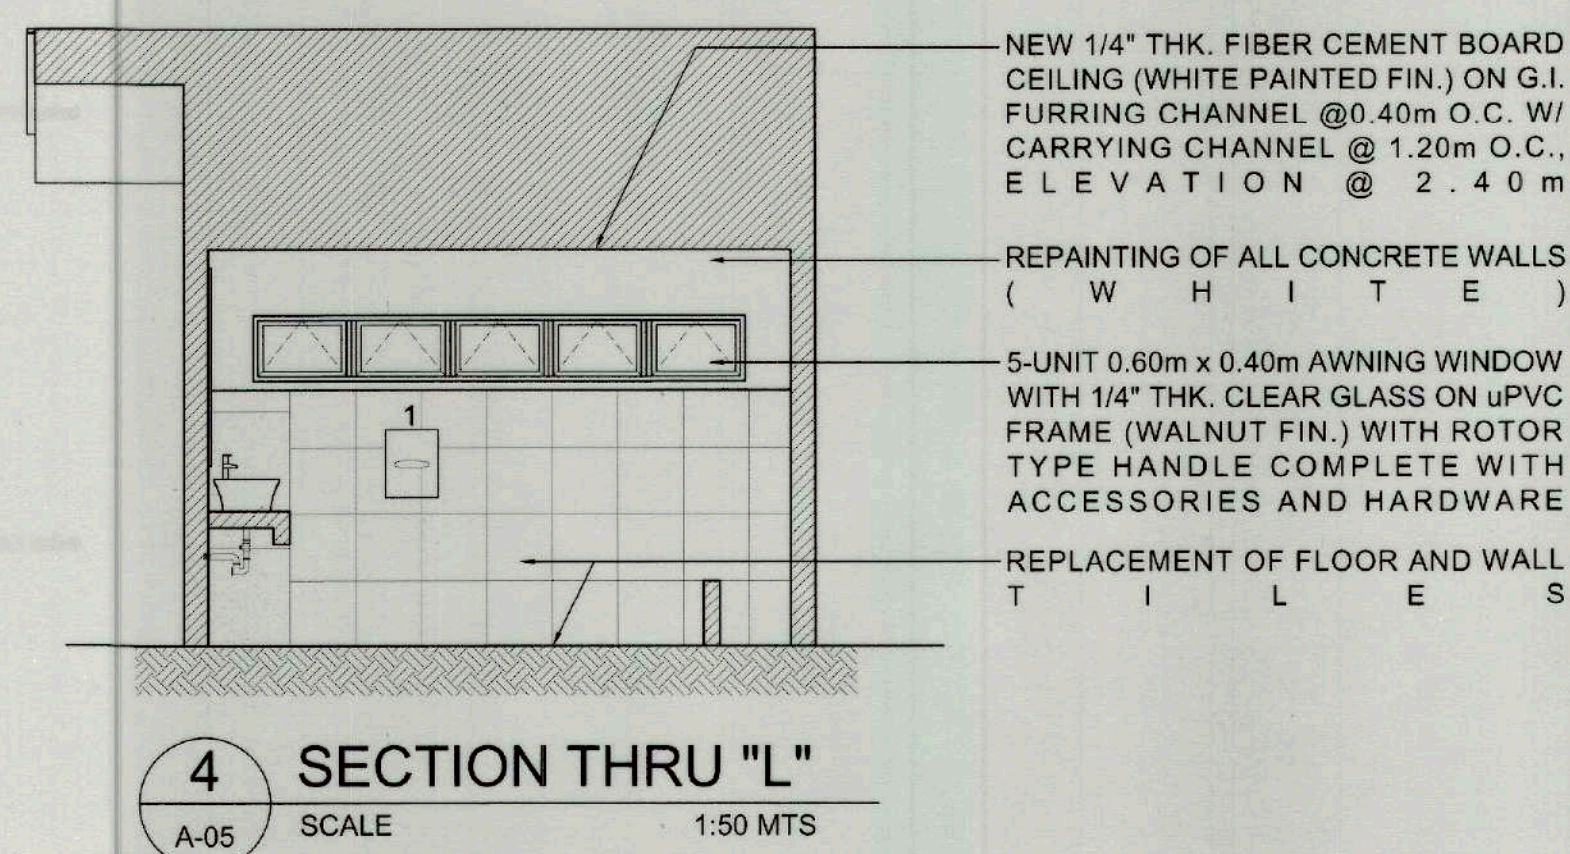 NEW 1/4" THK. FIBER CEMENT BOARD
CEILING (WHITE PAINTED FIN.) ON G.I.
FURRING CHANNEL @0.40m O.C. W/
CARRYING CHANNEL @ 1.20m O.C.,
ELEVATION @ 2.40m
REPAINTING OF ALL CONCRETE WALLS
(WHITE)
5-UNIT 0.60m x 0.40m AWNING WINDOW
WITH 1/4" THK. CLEAR GLASS ON uPVC
FRAME (WALNUT FIN.) WITH ROTOR
TYPE HANDLE COMPLETE WITH
ACCESSORIES AND HARDWARE
1
REPLACEMENT OF FLOOR AND WALL
TILES
4
SECTION THRU "L"
A-05
SCALE 1:50 MTS